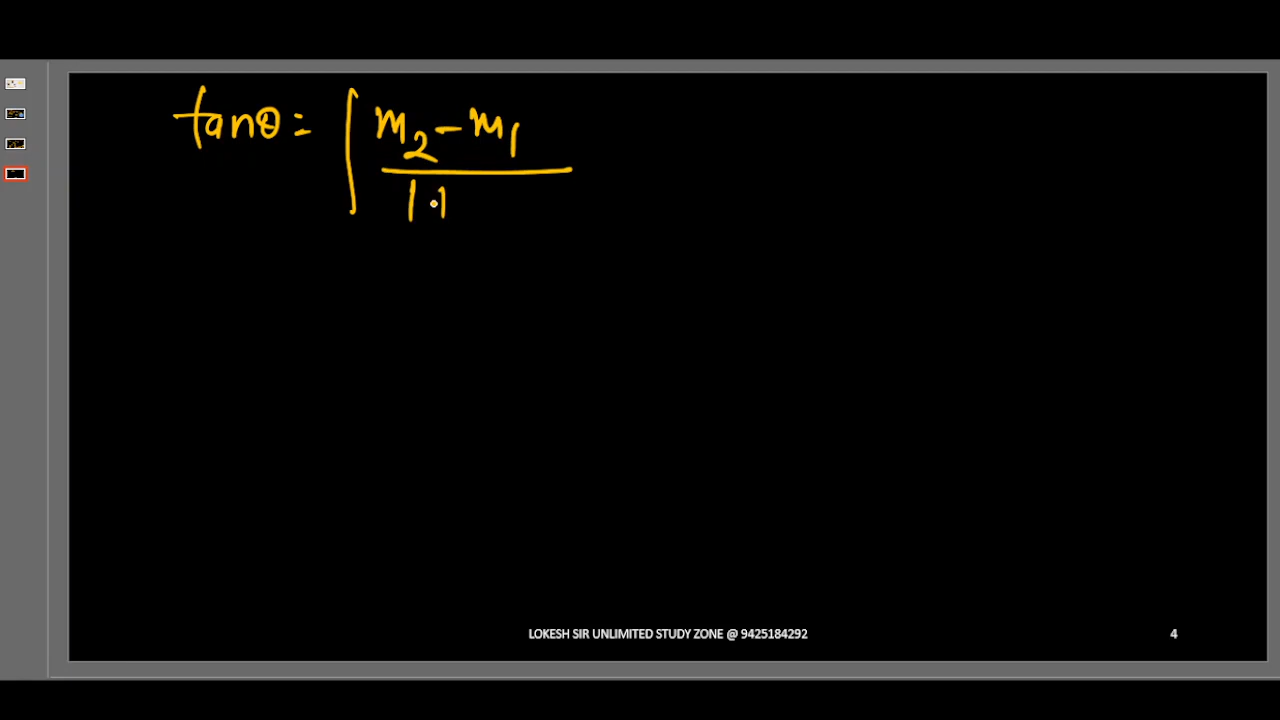 tanθ = | m₂ - m₁
1
LOKESH SIR UNLIMITED STUDY ZONE @ 9425184292
4